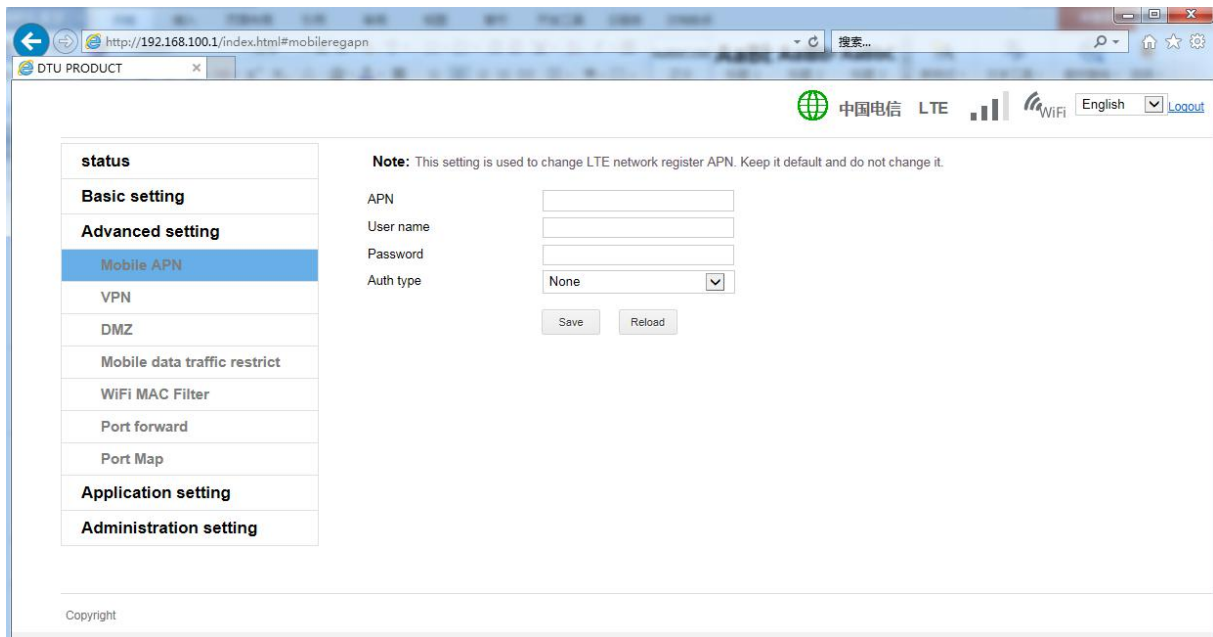 http://192.168.100.1/index.html#mobileregapn
搜索...
DTU PRODUCT
中国电信 LTE WiFi English Logout
status
Basic setting
Advanced setting
Mobile APN
VPN
DMZ
Mobile data traffic restrict
WiFi MAC Filter
Port forward
Port Map
Application setting
Administration setting
Note: This setting is used to change LTE network register APN. Keep it default and do not change it.
APN
User name
Password
Auth type None
Save Reload
Copyright